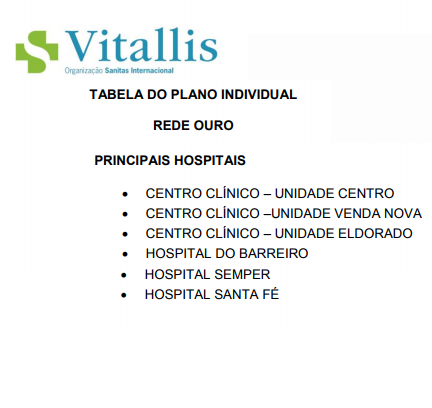 Vitallis
Organização Sanitas Internacional
TABELA DO PLANO INDIVIDUAL
REDE OURO
PRINCIPAIS HOSPITAIS
• CENTRO CLÍNICO – UNIDADE CENTRO
• CENTRO CLÍNICO –UNIDADE VENDA NOVA
• CENTRO CLÍNICO – UNIDADE ELDORADO
• HOSPITAL DO BARREIRO
• HOSPITAL SEMPER
• HOSPITAL SANTA FÉ